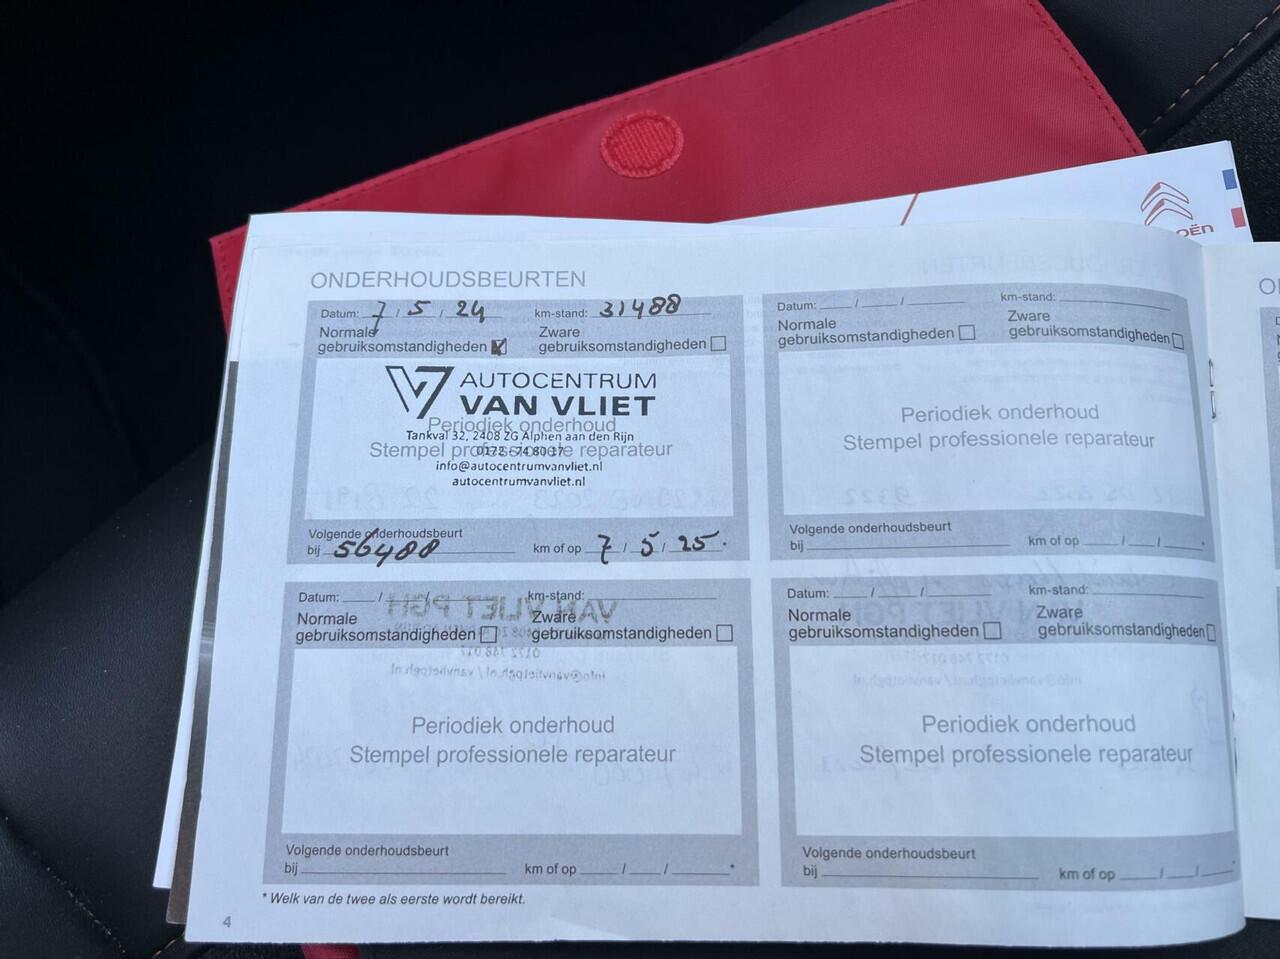 ONDERHOUDSBEURTEN
Datum: 7 / 5 / 24 km-stand: 31488
Normale gebruiksomstandigheden
Zware gebruiksomstandigheden
V7 AUTOCENTRUM
VAN VLIET
Periodiek onderhoud
Tankval 32, 2408 ZG Alphen aan den Rijn
Stempel professionele reparateur
0172 - 74 80 17
info@autocentrumvanvliet.nl
autocentrumvanvliet.nl
Volgende onderhoudsbeurt
bij 56488 km of op 7 / 5 / 25 .
Datum: / / km-stand:
Normale
gebruiksomstandigheden
Zware
gebruiksomstandigheden
Periodiek onderhoud
Stempel professionele reparateur
Volgende onderhoudsbeurt
bij km of op / / *
Datum: / / km-stand:
Normale
gebruiksomstandigheden
Zware
gebruiksomstandigheden
Periodiek onderhoud
Stempel professionele reparateur
Volgende onderhoudsbeurt
bij km of op / / *
Datum: / / km-stand:
Normale
gebruiksomstandigheden
Zware
gebruiksomstandigheden
Periodiek onderhoud
Stempel professionele reparateur
Volgende onderhoudsbeurt
bij km of op / / *
* Welk van de twee als eerste wordt bereikt.
4